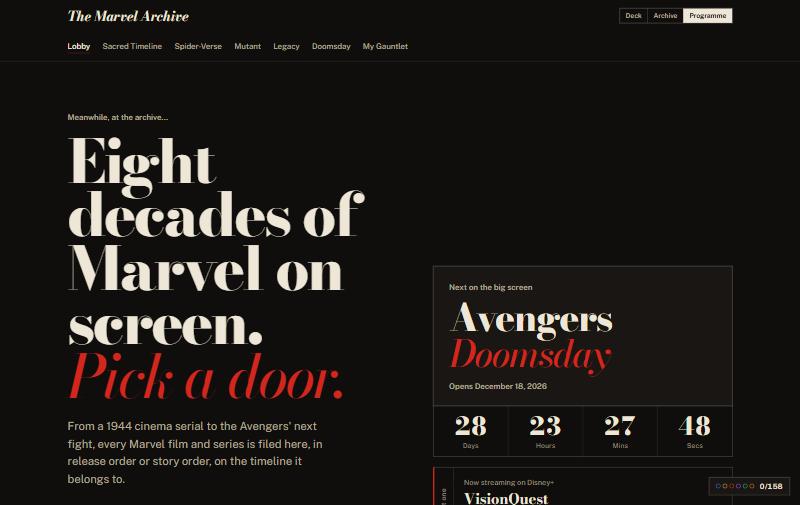 The Marvel Archive
Deck Archive Programme
Lobby Sacred Timeline Spider-Verse Mutant Legacy Doomsday My Gauntlet
Meanwhile, at the archive...
Eight
decades of
Marvel on
screen.
Pick a door.
From a 1944 cinema serial to the Avengers' next
fight, every Marvel film and series is filed here, in
release order or story order, on the timeline it
belongs to.
Next on the big screen
Avengers
Doomsday
Opens December 18, 2026
28 23 27 48
Days Hours Mins Secs
Now streaming on Disney+
VisionQuest
0/158